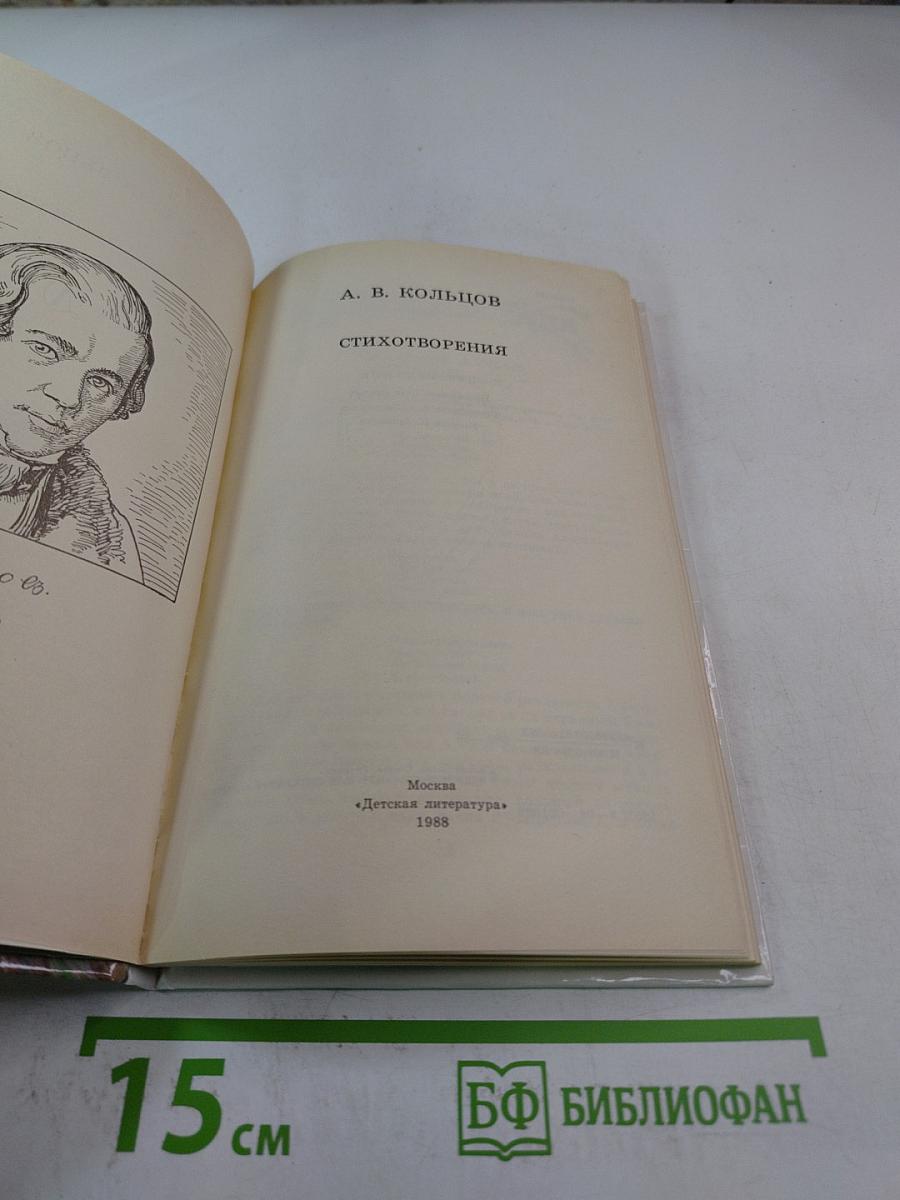 А. В. КОЛЬЦОВ
СТИХОТВОРЕНИЯ
Москва
«Детская литература»
1988
15 см
БФ БИБЛИОФАН